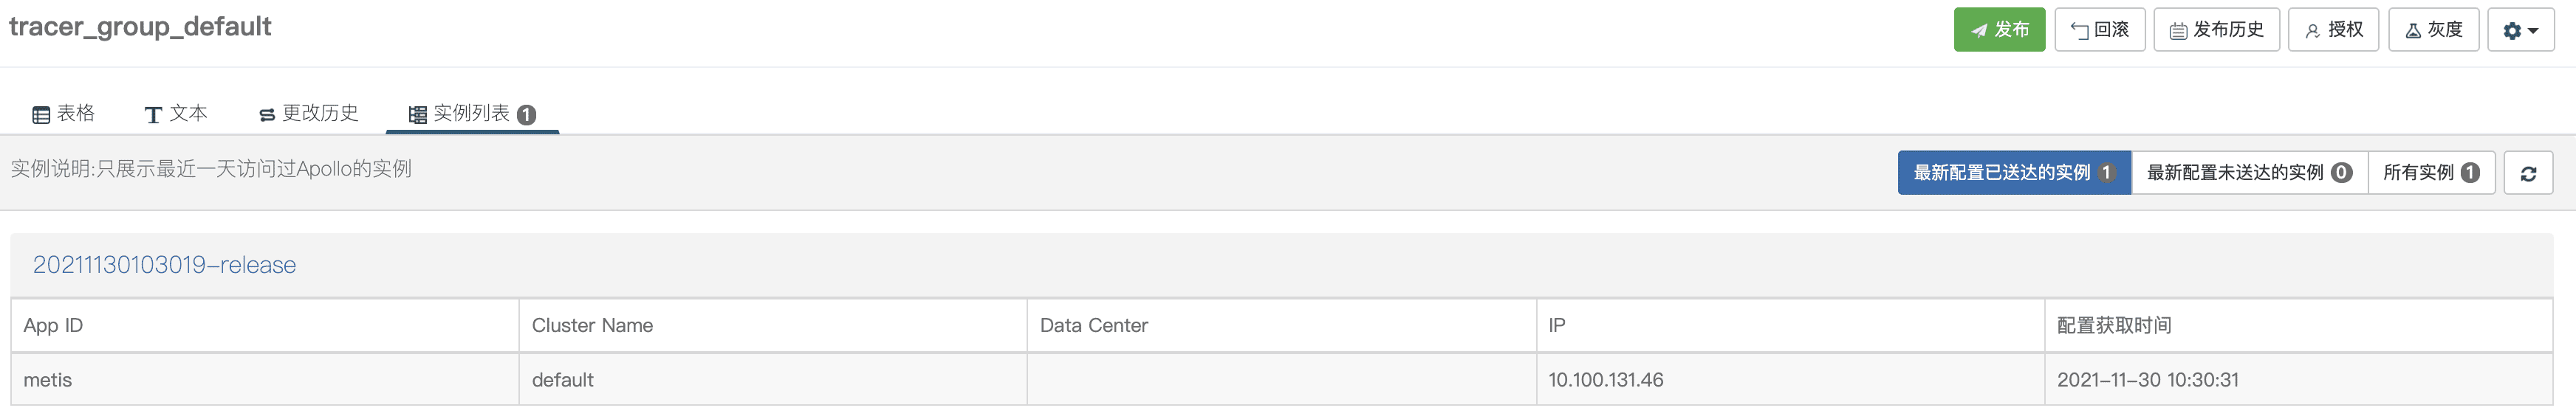 tracer_group_default
发布 回滚 发布历史 授权 灰度
表格 文本 更改历史 实例列表 1
实例说明:只展示最近一天访问过Apollo的实例
最新配置已送达的实例 1 最新配置未送达的实例 0 所有实例 1
20211130103019-release
App ID Cluster Name Data Center IP 配置获取时间
metis default 10.100.131.46 2021-11-30 10:30:31